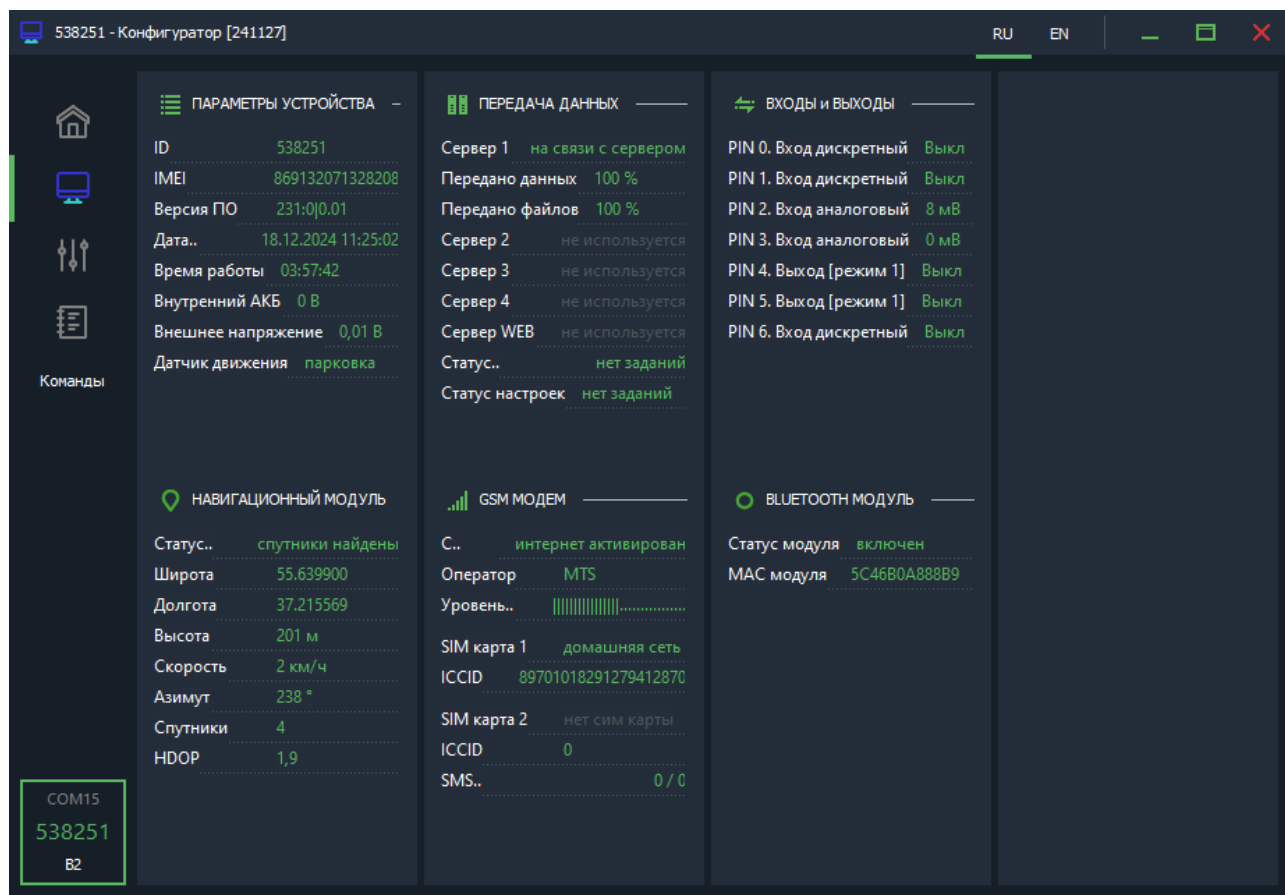 538251 - Конфигуратор [241127]
RU EN
ПАРАМЕТРЫ УСТРОЙСТВА
ID 538251
IMEI 869132071328208
Версия ПО 231:0|0.01
Дата.. 18.12.2024 11:25:02
Время работы 03:57:42
Внутренний АКБ 0 В
Внешнее напряжение 0,01 В
Датчик движения парковка
ПЕРЕДАЧА ДАННЫХ
Сервер 1 на связи с сервером
Передано данных 100 %
Передано файлов 100 %
Сервер 2 не используется
Сервер 3 не используется
Сервер 4 не используется
Сервер WEB не используется
Статус.. нет заданий
Статус настроек нет заданий
ВХОДЫ и ВЫХОДЫ
PIN 0. Вход дискретный Выкл
PIN 1. Вход дискретный Выкл
PIN 2. Вход аналоговый 8 мВ
PIN 3. Вход аналоговый 0 мВ
PIN 4. Выход [режим 1] Выкл
PIN 5. Выход [режим 1] Выкл
PIN 6. Вход дискретный Выкл
Команды
НАВИГАЦИОННЫЙ МОДУЛЬ
Статус.. спутники найдены
Широта 55.639900
Долгота 37.215569
Высота 201 м
Скорость 2 км/ч
Азимут 238 °
Спутники 4
HDOP 1,9
GSM МОДЕМ
С.. интернет активирован
Оператор MTS
Уровень.. ||||||||||||||||................
SIM карта 1 домашняя сеть
ICCID 89701018291279412870
SIM карта 2 нет сим карты
ICCID 0
SMS.. 0 / 0
BLUETOOTH МОДУЛЬ
Статус модуля включен
MAC модуля 5C46B0A888B9
COM15
538251
B2